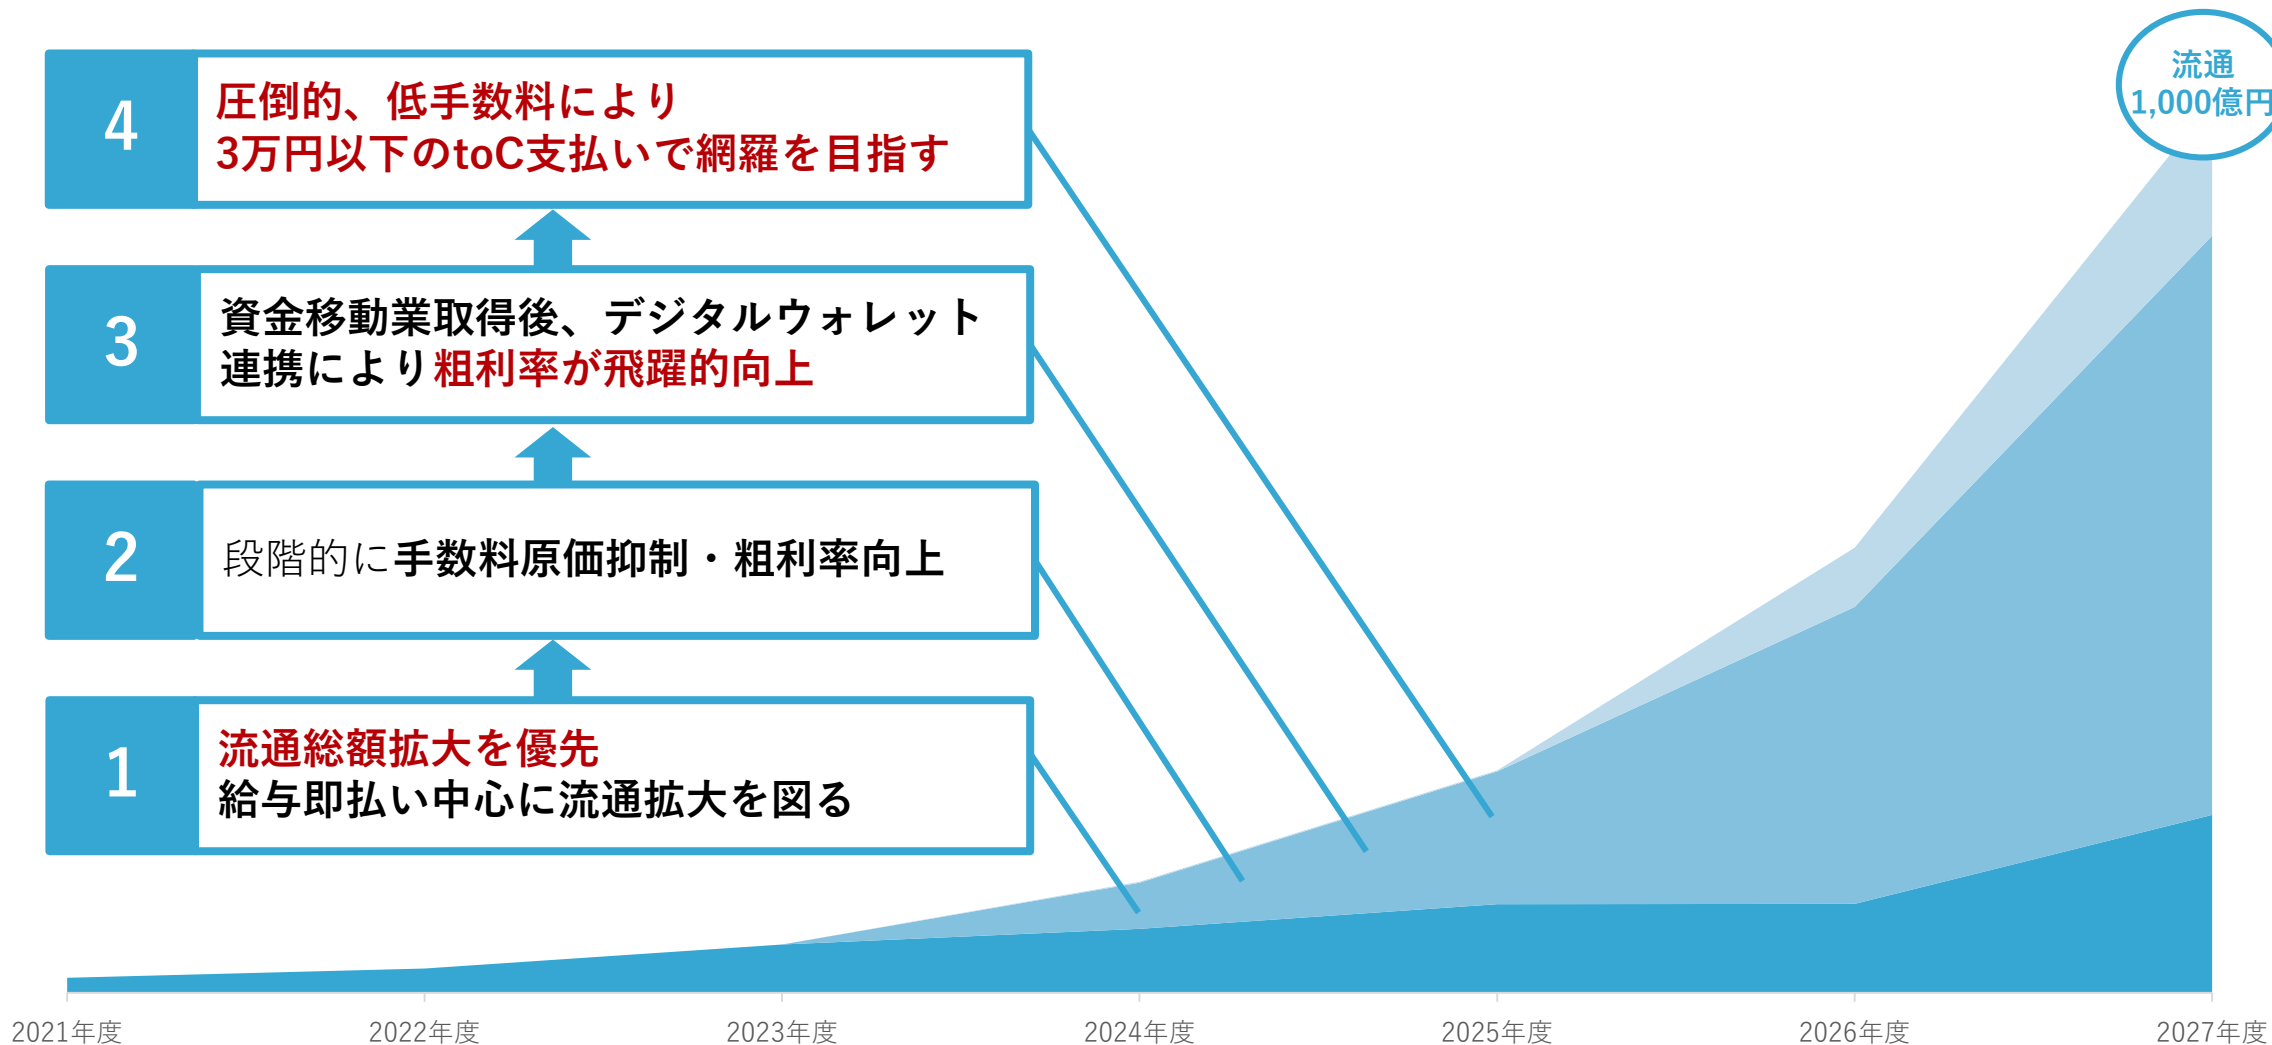 流通
1,000億円
4
圧倒的、低手数料により
3万円以下のtoC支払いで網羅を目指す
3
資金移動業取得後、デジタルウォレット
連携により粗利率が飛躍的向上
2
段階的に手数料原価抑制・粗利率向上
1
流通総額拡大を優先
給与即払い中心に流通拡大を図る
2021年度
2022年度
2023年度
2024年度
2025年度
2026年度
2027年度